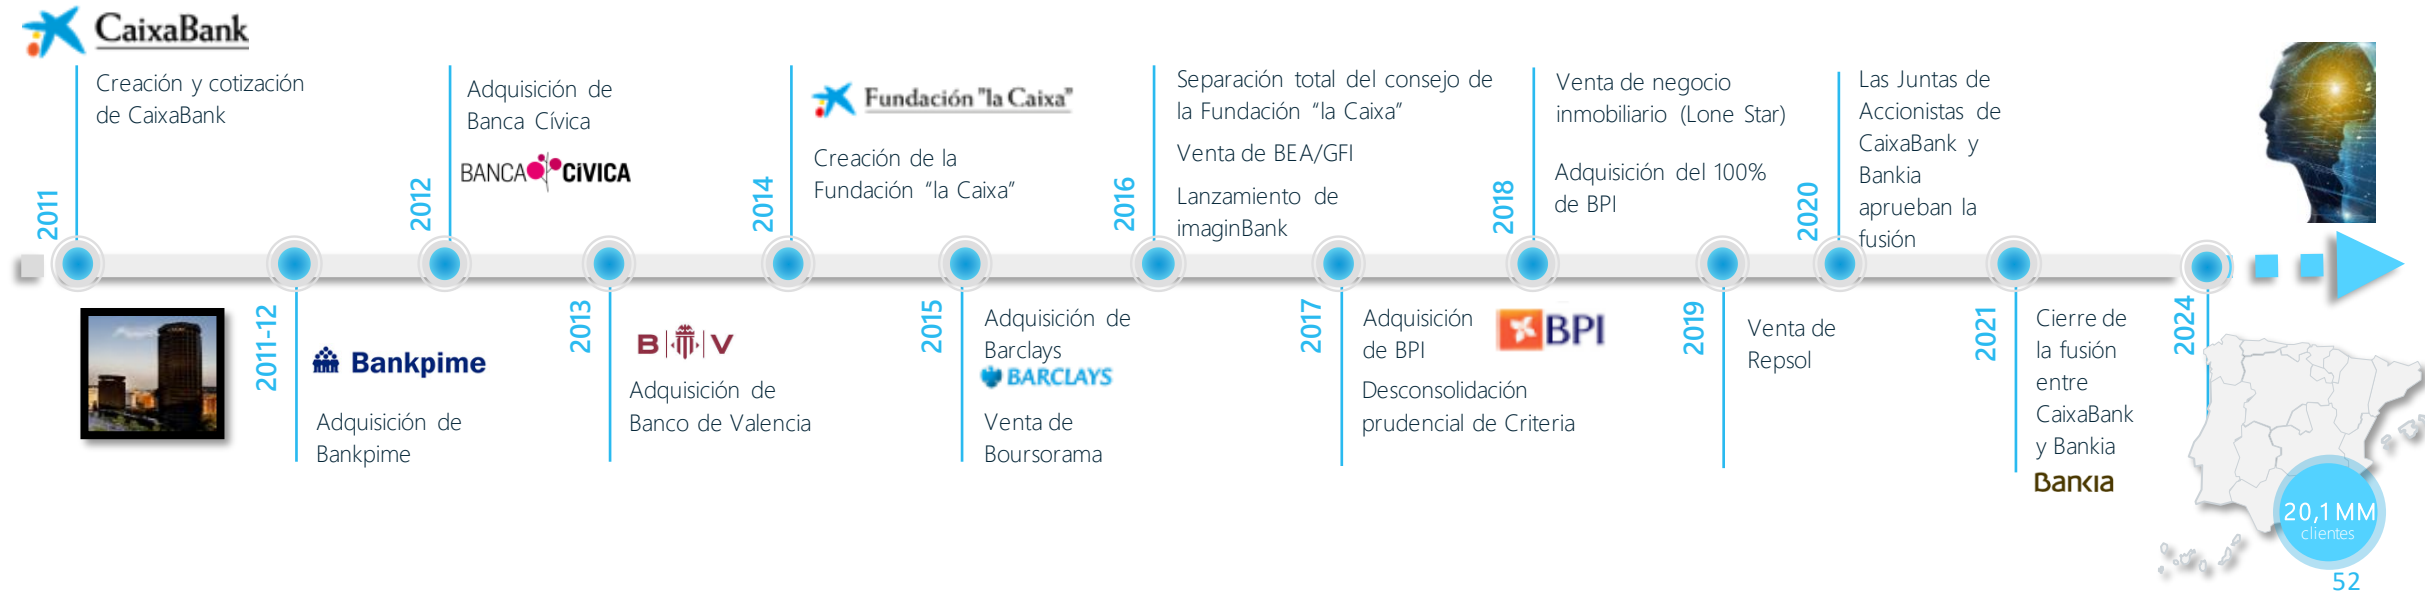 CaixaBank
2011
Creación y cotización
de CaixaBank
2011-12
Bankpime
Adquisición de
Bankpime
2012
Adquisición de
Banca Cívica
BANCA CÍVICA
2013
B V
Adquisición de
Banco de Valencia
2014
Fundación "la Caixa"
Creación de la
Fundación “la Caixa”
2015
Adquisición de
Barclays
BARCLAYS
Venta de
Boursorama
2016
Separación total del consejo de
la Fundación “la Caixa”
Venta de BEA/GFI
Lanzamiento de
imaginBank
2017
Adquisición
de BPI
BPI
Desconsolidación
prudencial de Criteria
2018
Venta de negocio
inmobiliario (Lone Star)
Adquisición del 100%
de BPI
2019
Venta de
Repsol
2020
Las Juntas de
Accionistas de
CaixaBank y
Bankia
aprueban la
fusión
2021
Cierre de
la fusión
entre
CaixaBank
y Bankia
Bankia
2024
20,1 MM
clientes
52